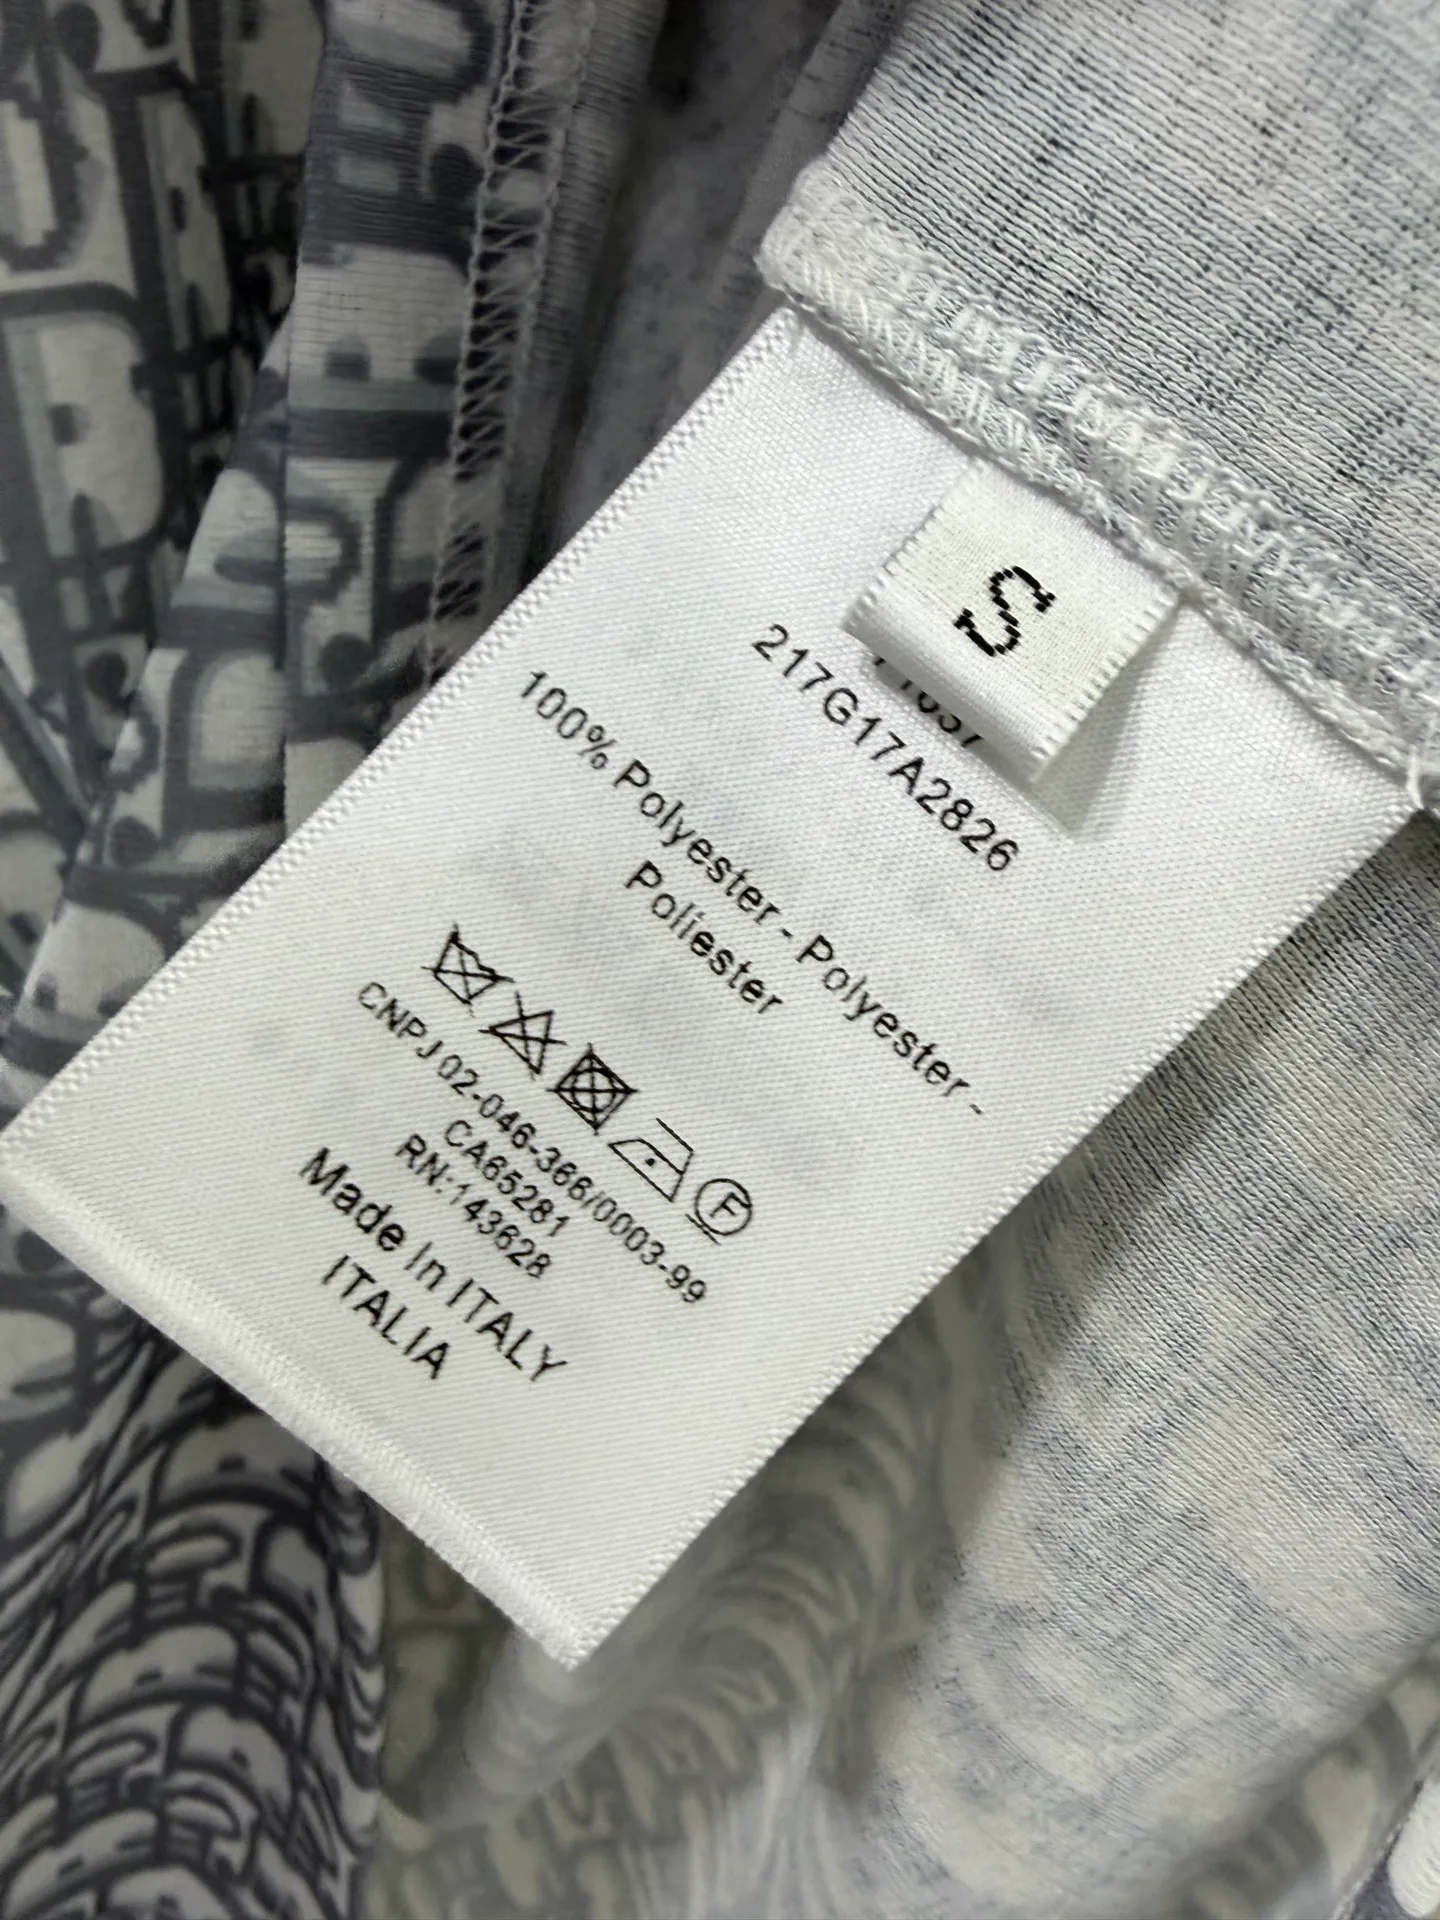 S
217G17A2826
100% Polyester - Polyester -
Poliester
F
CNPJ 02-046-366/0003-99
CA65281
RN:143628
Made In ITALY
ITALIA